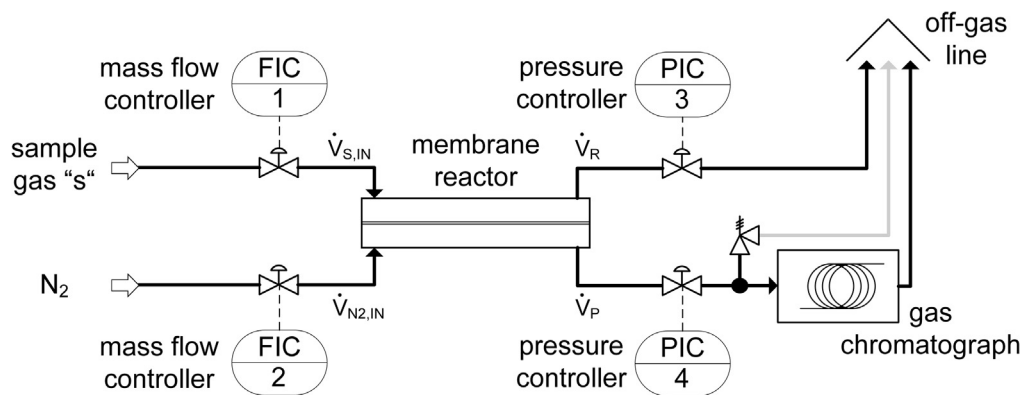 mass flow
controller
FIC
1
pressure
controller
PIC
3
off-gas
line
sample
gas “s“
V̇S,IN
membrane
reactor
V̇R
N2
V̇N2,IN
V̇P
gas
chromatograph
mass flow
controller
FIC
2
pressure
controller
PIC
4